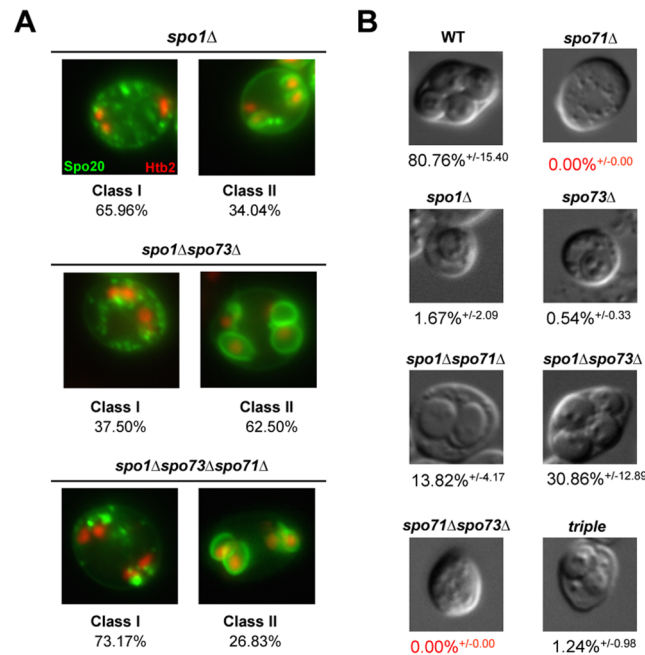 A
spo1Δ
Spo20 Htb2
Class I Class II
65.96% 34.04%
spo1Δspo73Δ
Class I Class II
37.50% 62.50%
spo1Δspo73Δspo71Δ
Class I Class II
73.17% 26.83%
B
WT spo71Δ
80.76%+/-15.40 0.00%+/-0.00
spo1Δ spo73Δ
1.67%+/-2.09 0.54%+/-0.33
spo1Δspo71Δ spo1Δspo73Δ
13.82%+/-4.17 30.86%+/-12.89
spo71Δspo73Δ triple
0.00%+/-0.00 1.24%+/-0.98